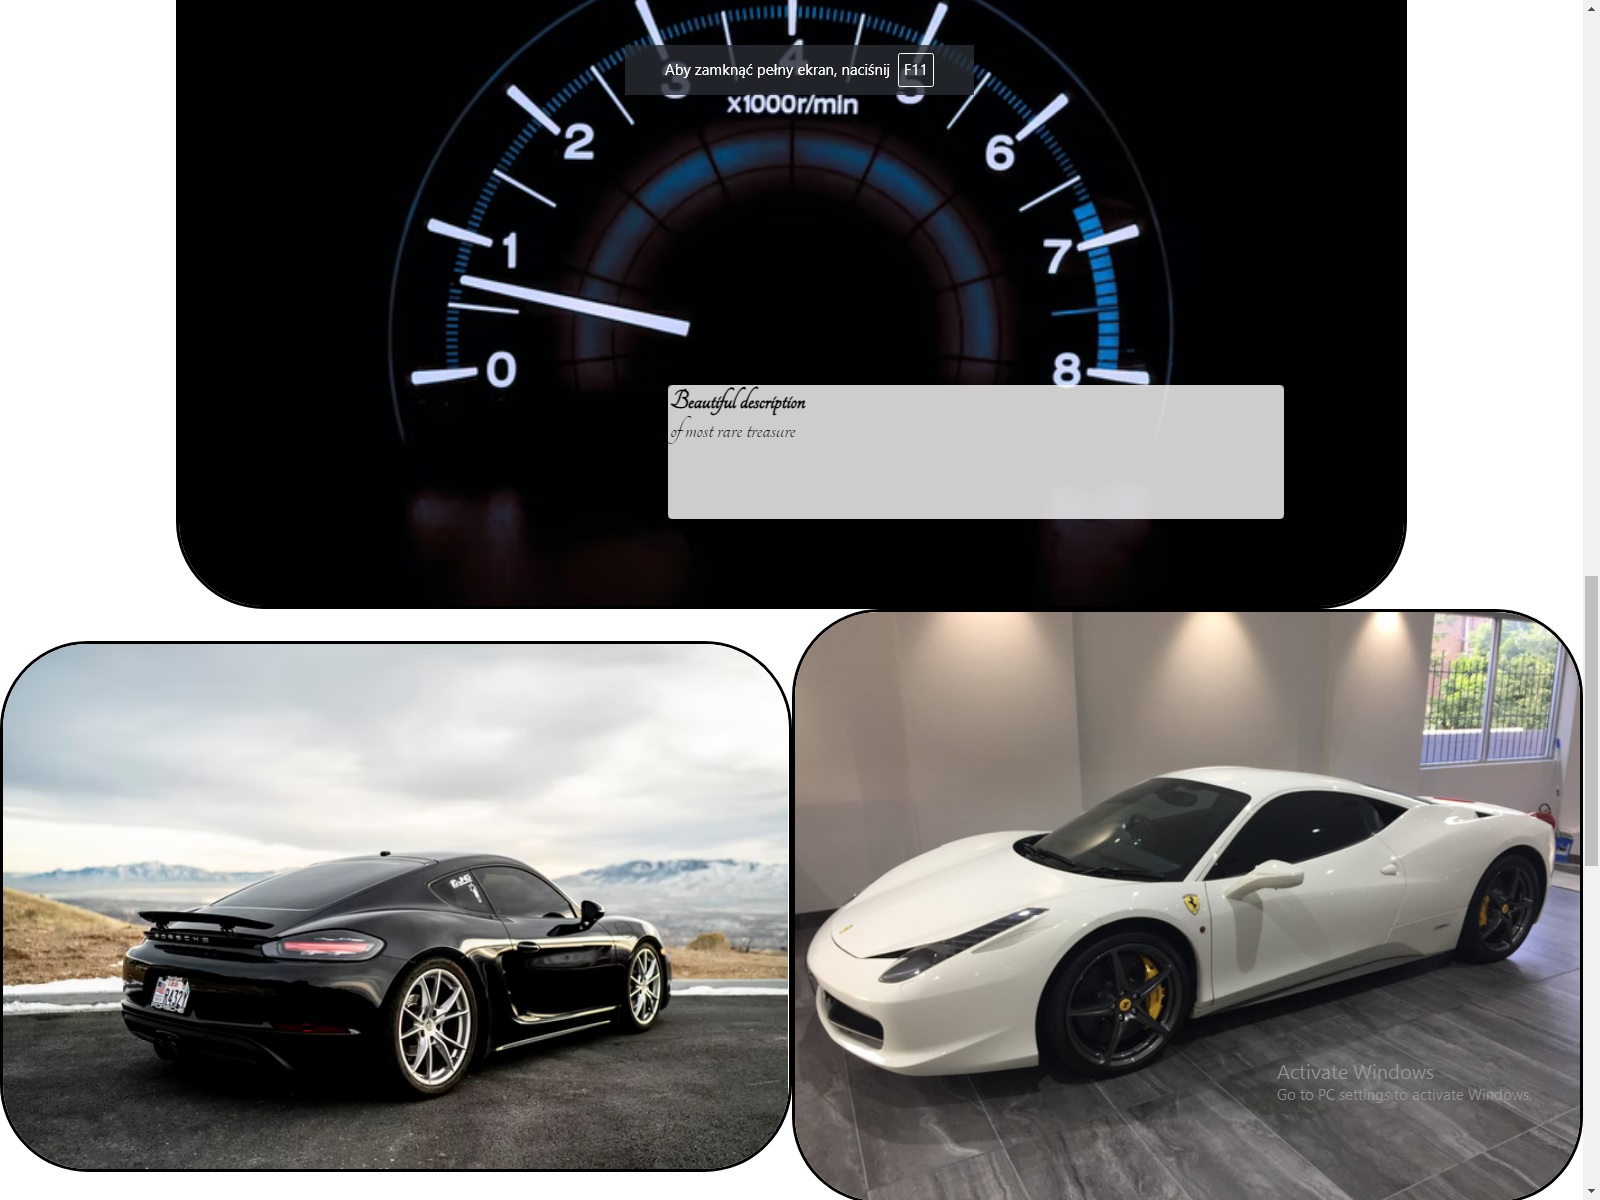 4
Aby zamknąć pełny ekran, naciśnij F11
3
5
x1000r/min
2
6
1
7
0
8
Beautiful description
of most rare treasure
PORSCHE
Activate Windows
Go to PC settings to activate Windows.